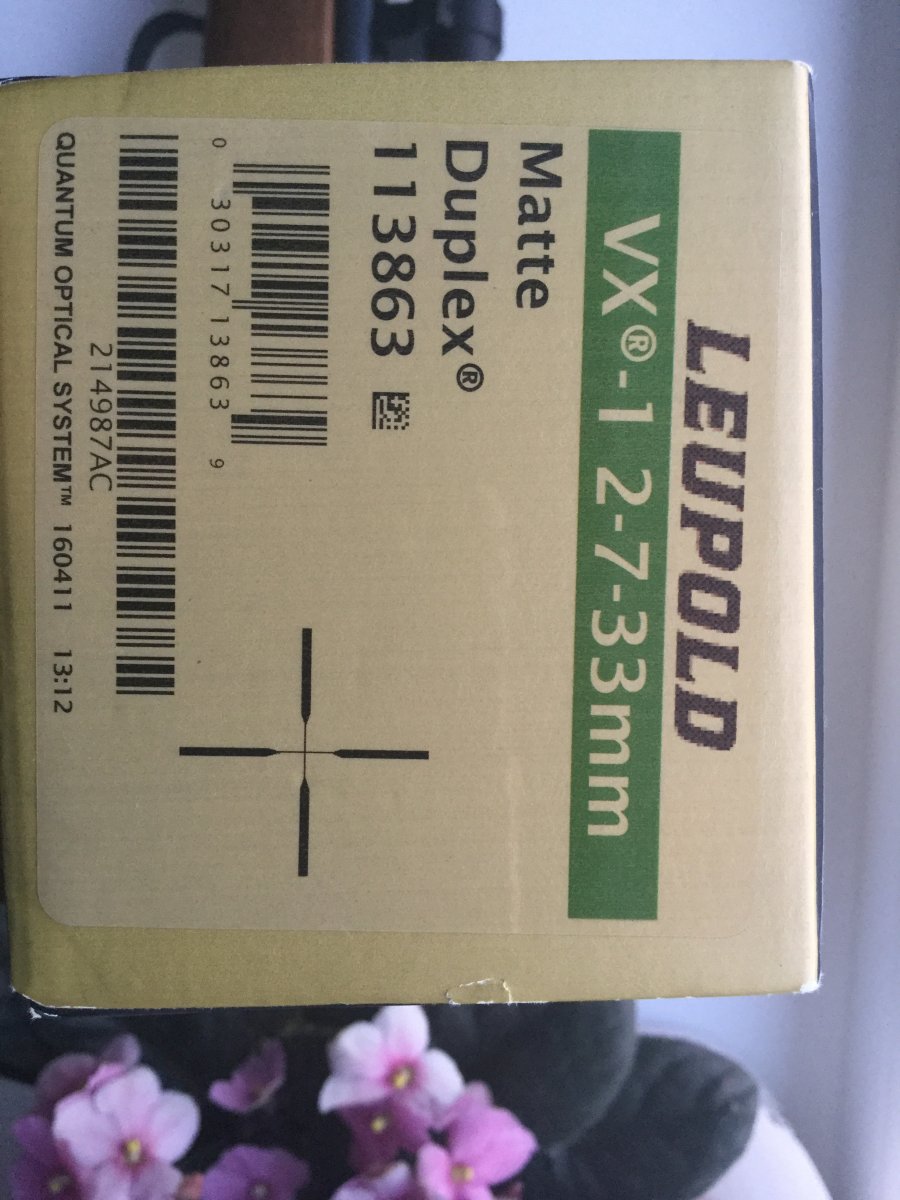 LEUPOLD
VX®-1 2-7-33mm
Matte
Duplex®
113863
0 30317 13863 9
214987AC
QUANTUM OPTICAL SYSTEM™ 160411 13:12